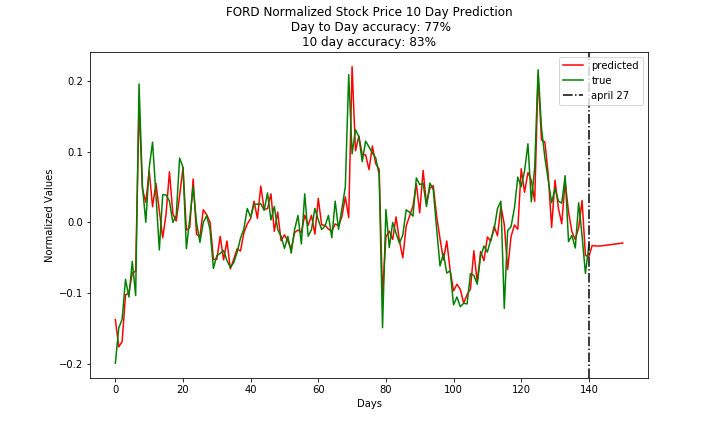 FORD Normalized Stock Price 10 Day Prediction
Day to Day accuracy: 77%
10 day accuracy: 83%
predicted
true
april 27
Normalized Values
0.2
0.1
0.0
−0.1
−0.2
0 20 40 60 80 100 120 140
Days